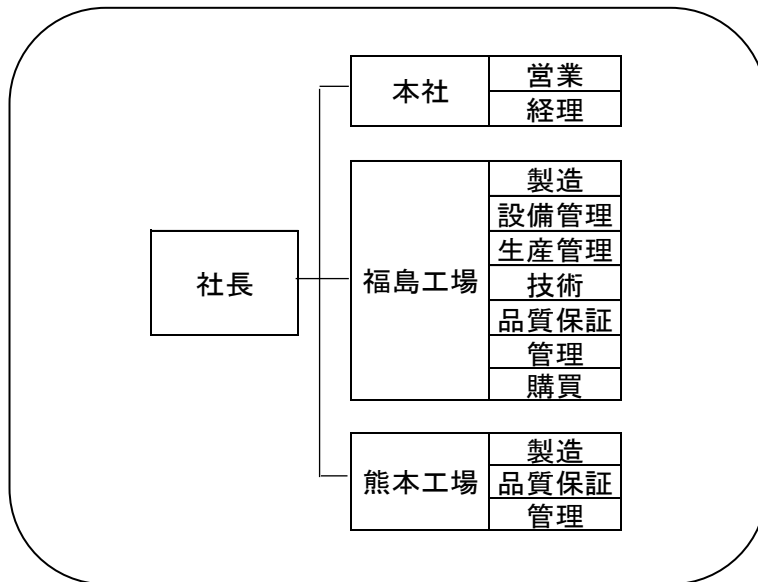 社長
本社
営業
経理
福島工場
製造
設備管理
生産管理
技術
品質保証
管理
購買
熊本工場
製造
品質保証
管理